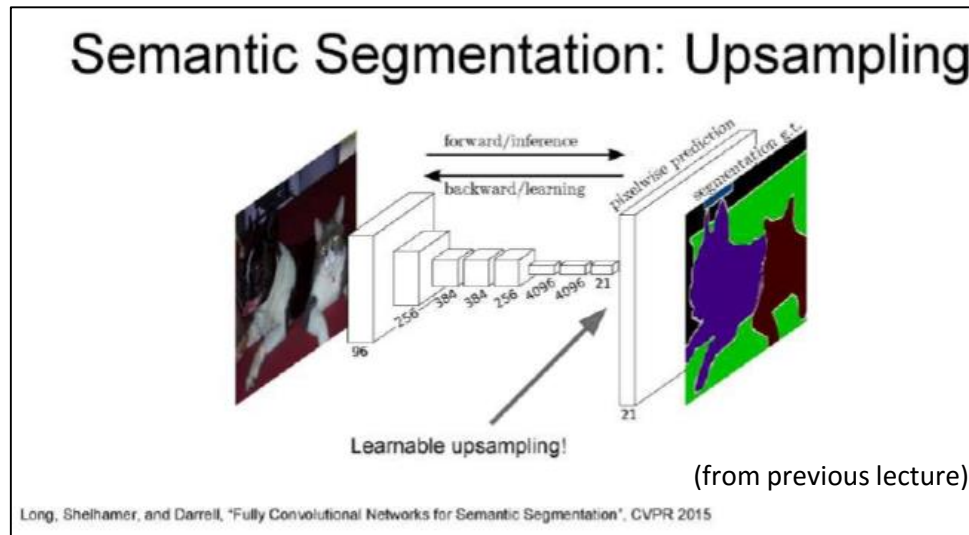 Semantic Segmentation: Upsampling
forward/inference
backward/learning
pixelwise prediction
segmentation g.t.
96
256
384
384
256
4096
4096
21
21
Learnable upsampling!
(from previous lecture)
Long, Shelhamer, and Darrell, "Fully Convolutional Networks for Semantic Segmentation", CVPR 2015